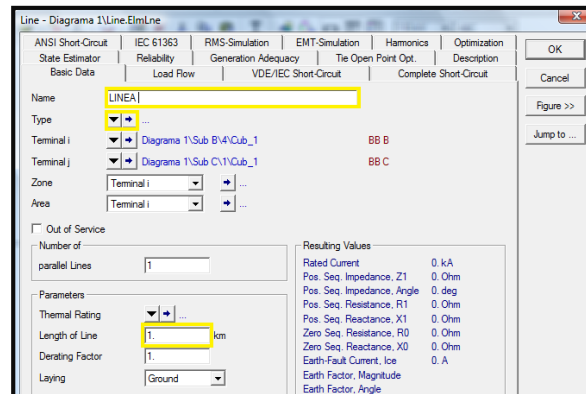 Line - Diagrama 1\Line.ElmLne
ANSI Short-Circuit IEC 61363 RMS-Simulation EMT-Simulation Harmonics Optimization
State Estimator Reliability Generation Adequacy Tie Open Point Opt. Description
Basic Data Load Flow VDE/IEC Short-Circuit Complete Short-Circuit
OK
Cancel
Figure >>
Jump to ...
Name LINEA
Type ...
Terminal i Diagrama 1\Sub B\4\Cub_1 BB B
Terminal j Diagrama 1\Sub C\1\Cub_1 BB C
Zone Terminal i ...
Area Terminal i ...
Out of Service
Number of
parallel Lines 1
Parameters
Thermal Rating ...
Length of Line 1. km
Derating Factor 1.
Laying Ground
Resulting Values
Rated Current 0. kA
Pos. Seq. Impedance, Z1 0. Ohm
Pos. Seq. Impedance, Angle 0. deg
Pos. Seq. Resistance, R1 0. Ohm
Pos. Seq. Reactance, X1 0. Ohm
Zero Seq. Resistance, R0 0. Ohm
Zero Seq. Reactance, X0 0. Ohm
Earth-Fault Current, Ice 0. A
Earth Factor, Magnitude
Earth Factor, Angle